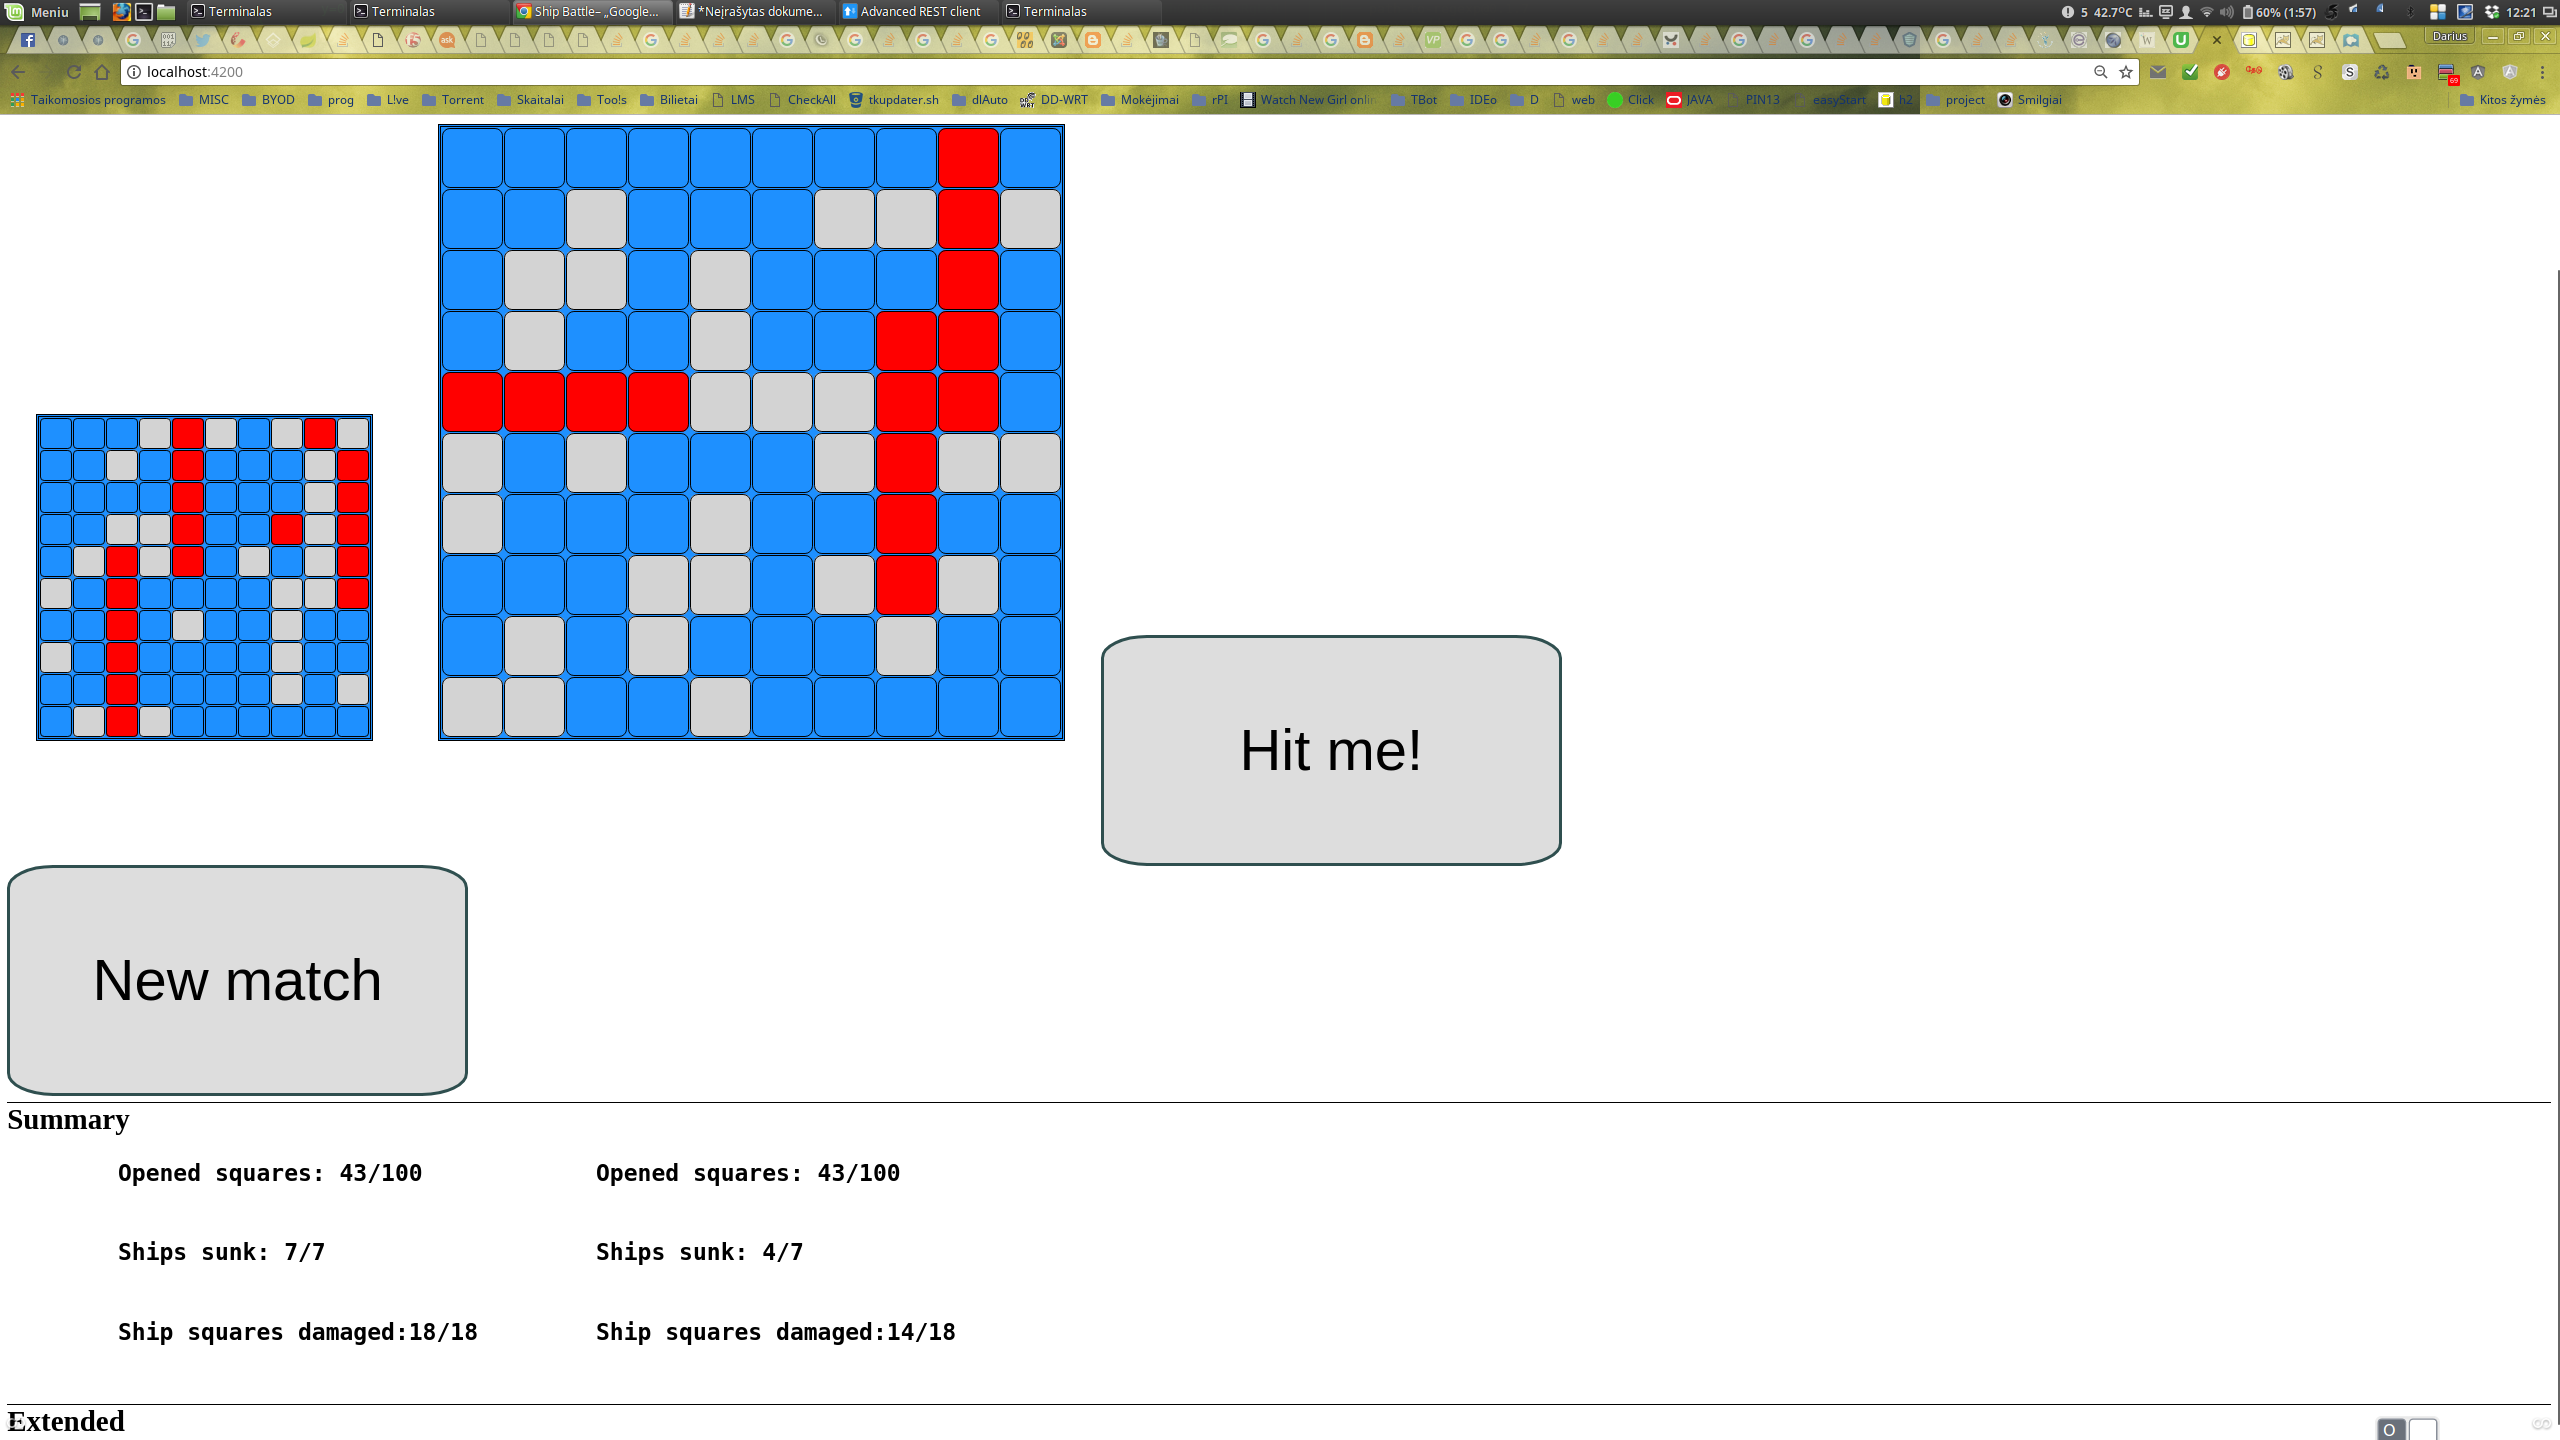 Meniu
Terminalas
Terminalas
Ship Battle– „Google...
*Neįrašytas dokume...
Advanced REST client
Terminalas
5 42.7°C
60% (1:57)
12:21
Darius
localhost:4200
Taikomosios programos MISC BYOD prog L!ve Torrent Skaitalai Too!s Bilietai LMS CheckAll tkupdater.sh dlAuto DD-WRT Mokėjimai rPI Watch New Girl onlin TBot IDEo D web Click JAVA PIN13 easyStart h2 project Smilgiai Kitos žymės
Hit me!
New match
Summary
Opened squares: 43/100 Opened squares: 43/100
Ships sunk: 7/7 Ships sunk: 4/7
Ship squares damaged:18/18 Ship squares damaged:14/18
Extended